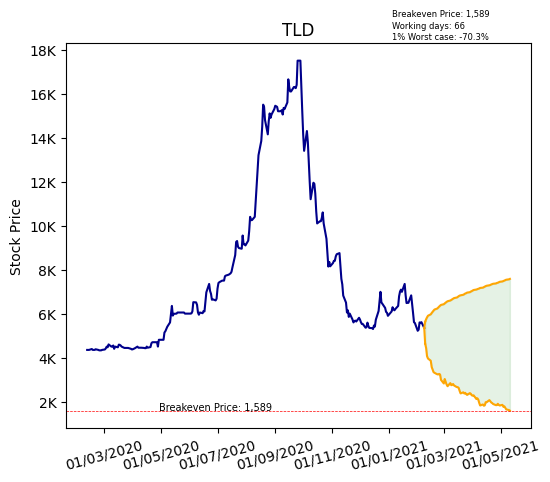 Breakeven Price: 1,589
Working days: 66
1% Worst case: -70.3%
TLD
18K
16K
14K
12K
10K
8K
6K
4K
2K
Stock Price
Breakeven Price: 1,589
01/03/2020
01/05/2020
01/07/2020
01/09/2020
01/11/2020
01/01/2021
01/03/2021
01/05/2021